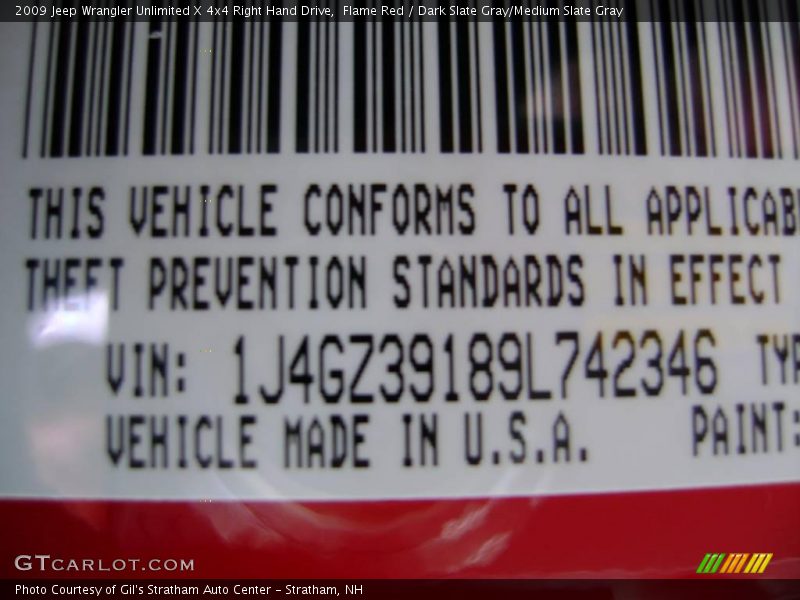 2009 Jeep Wrangler Unlimited X 4x4 Right Hand Drive, Flame Red / Dark Slate Gray/Medium Slate Gray
THIS VEHICLE CONFORMS TO ALL APPLICAB
THEFT PREVENTION STANDARDS IN EFFECT
VIN: 1J4GZ39189L742346 TYP
VEHICLE MADE IN U.S.A. PAINT:
GTCARLOT.COM
Photo Courtesy of Gil's Stratham Auto Center - Stratham, NH